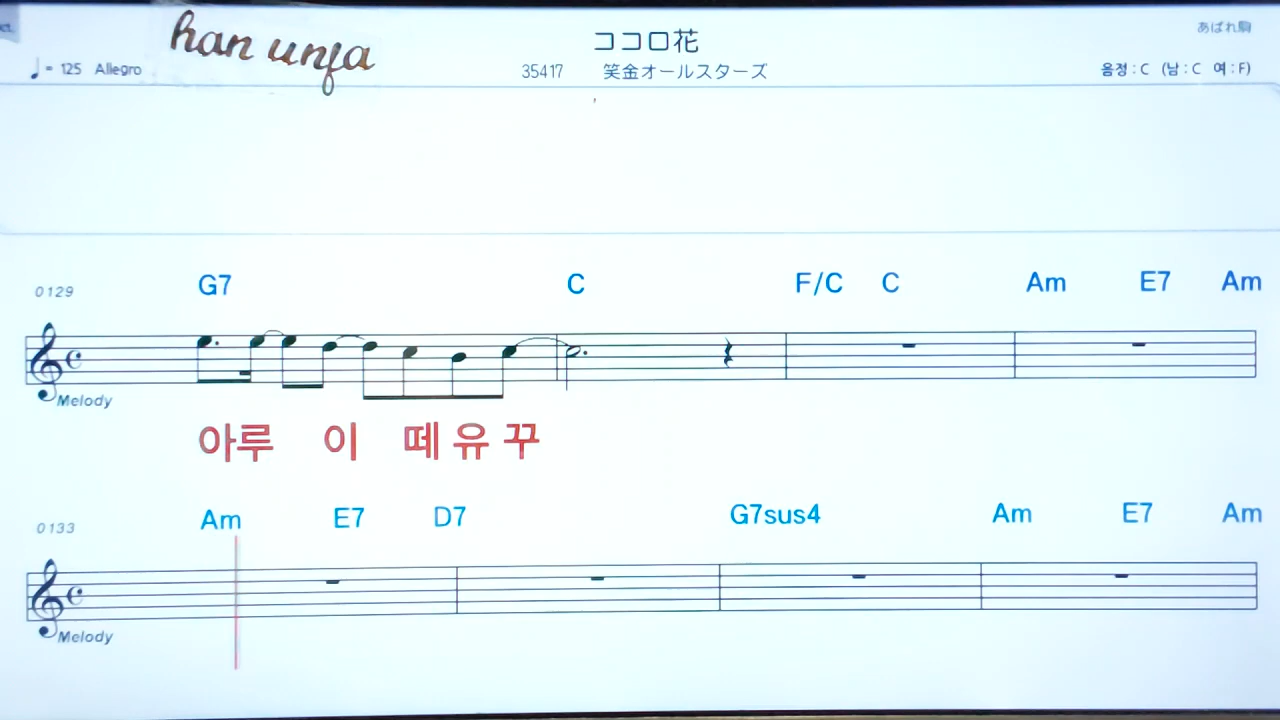 han unja
ココロ花
あばれ駒
♩= 125 Allegro
35417 笑金オールスターズ
음정 : C (남 : C 여 : F)
G7 C F/C C Am E7 Am
0129
Melody
아루 이 떼 유 꾸
Am E7 D7 G7sus4 Am E7 Am
0133
Melody